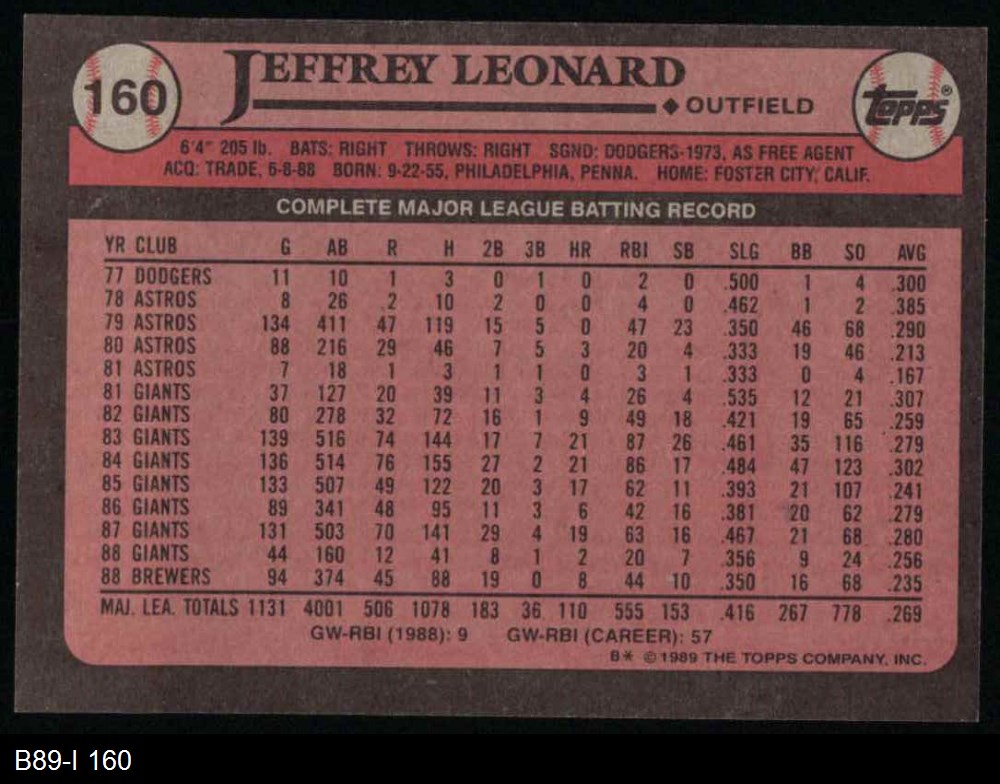 160
JEFFREY LEONARD
◆ OUTFIELD
Topps®
6'4" 205 lb. BATS: RIGHT THROWS: RIGHT SGND: DODGERS-1973, AS FREE AGENT
ACQ: TRADE, 6-8-88 BORN: 9-22-55, PHILADELPHIA, PENNA. HOME: FOSTER CITY, CALIF.
COMPLETE MAJOR LEAGUE BATTING RECORD
YR CLUB G AB R H 2B 3B HR RBI SB SLG BB SO AVG
77 DODGERS 11 10 1 3 0 1 0 2 0 .500 1 4 .300
78 ASTROS 8 26 2 10 2 0 0 4 0 .462 1 2 .385
79 ASTROS 134 411 47 119 15 5 0 47 23 .350 46 68 .290
80 ASTROS 88 216 29 46 7 5 3 20 4 .333 19 46 .213
81 ASTROS 7 18 1 3 1 1 0 3 1 .333 0 4 .167
81 GIANTS 37 127 20 39 11 3 4 26 4 .535 12 21 .307
82 GIANTS 80 278 32 72 16 1 9 49 18 .421 19 65 .259
83 GIANTS 139 516 74 144 17 7 21 87 26 .461 35 116 .279
84 GIANTS 136 514 76 155 27 2 21 86 17 .484 47 123 .302
85 GIANTS 133 507 49 122 20 3 17 62 11 .393 21 107 .241
86 GIANTS 89 341 48 95 11 3 6 42 16 .381 20 62 .279
87 GIANTS 131 503 70 141 29 4 19 63 16 .467 21 68 .280
88 GIANTS 44 160 12 41 8 1 2 20 7 .356 9 24 .256
88 BREWERS 94 374 45 88 19 0 8 44 10 .350 16 68 .235
MAJ. LEA. TOTALS 1131 4001 506 1078 183 36 110 555 153 .416 267 778 .269
GW-RBI (1988): 9 GW-RBI (CAREER): 57
B* © 1989 THE TOPPS COMPANY, INC.
B89-I 160